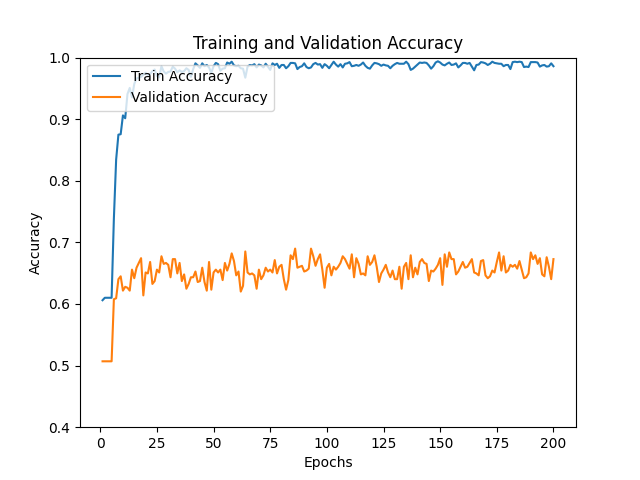 Training and Validation Accuracy
1.0
0.9
0.8
0.7
0.6
0.5
0.4
Accuracy
Train Accuracy
Validation Accuracy
0 25 50 75 100 125 150 175 200
Epochs